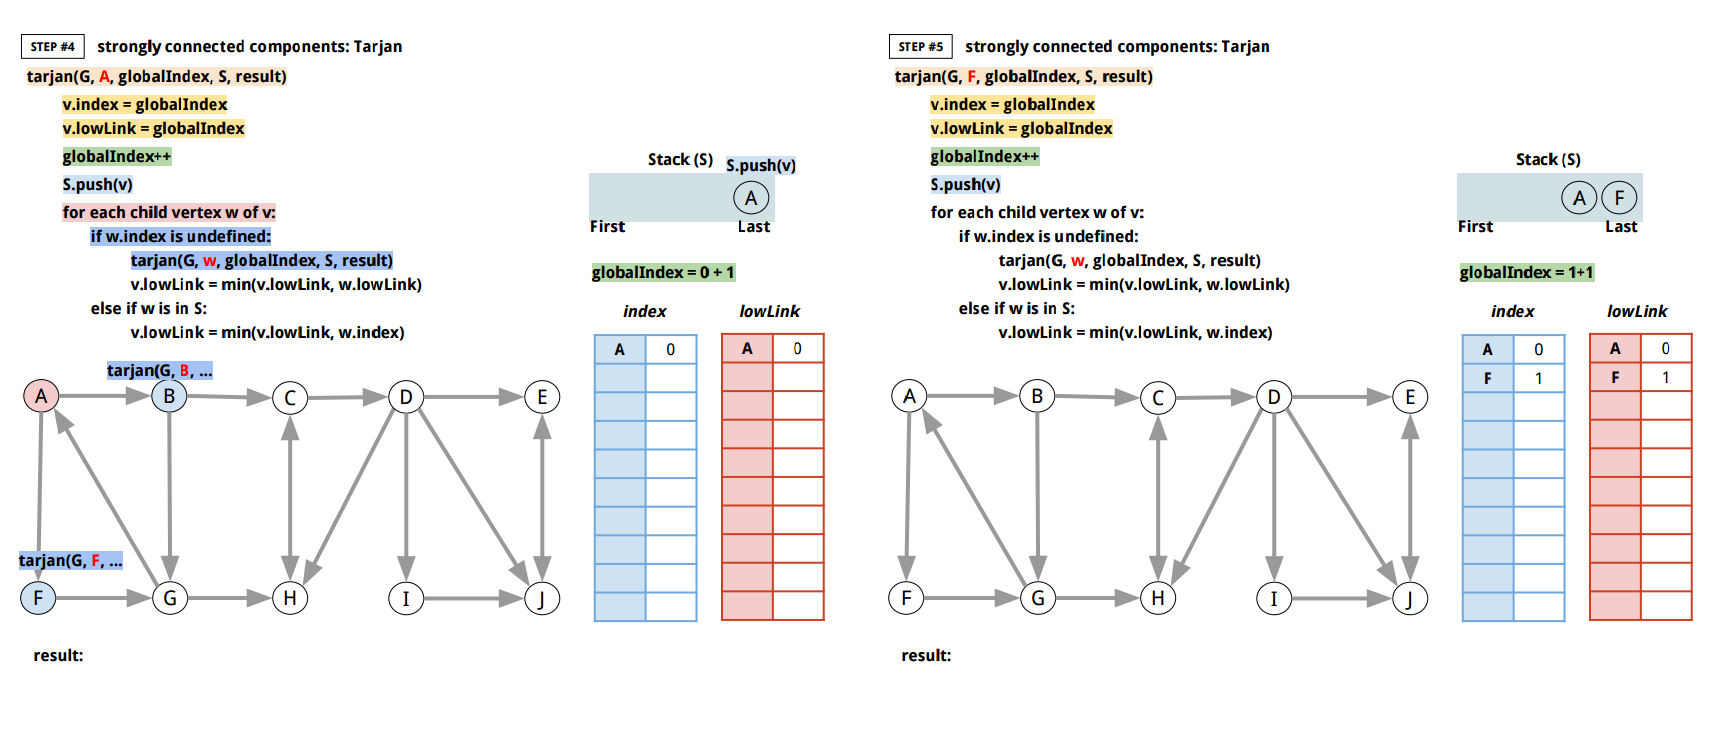 STEP #4 strongly connected components: Tarjan
tarjan(G, A, globalIndex, S, result)
v.index = globalIndex
v.lowLink = globalIndex
globalIndex++
S.push(v)
for each child vertex w of v:
if w.index is undefined:
tarjan(G, w, globalIndex, S, result)
v.lowLink = min(v.lowLink, w.lowLink)
else if w is in S:
v.lowLink = min(v.lowLink, w.index)
Stack (S) S.push(v)
A
First Last
globalIndex = 0 + 1
index lowLink
A 0 A 0
tarjan(G, B, ...
A B C D E
tarjan(G, F, ...
F G H I J
result:
STEP #5 strongly connected components: Tarjan
tarjan(G, F, globalIndex, S, result)
v.index = globalIndex
v.lowLink = globalIndex
globalIndex++
S.push(v)
for each child vertex w of v:
if w.index is undefined:
tarjan(G, w, globalIndex, S, result)
v.lowLink = min(v.lowLink, w.lowLink)
else if w is in S:
v.lowLink = min(v.lowLink, w.index)
Stack (S)
A F
First Last
globalIndex = 1+1
index lowLink
A 0 A 0
F 1 F 1
A B C D E
F G H I J
result: